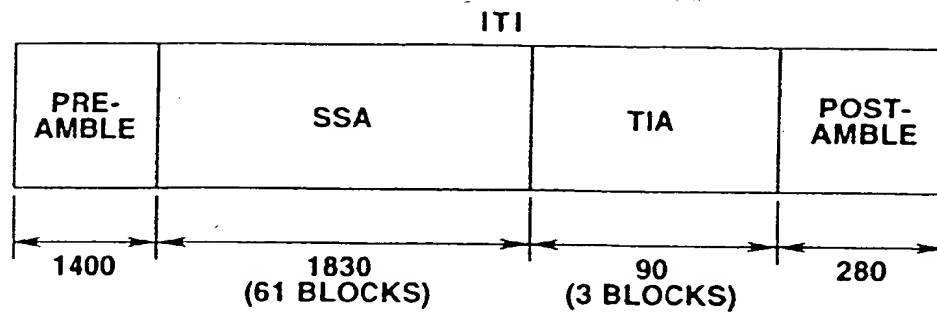 ITI
PRE-
AMBLE
SSA
TIA
POST-
AMBLE
1400
1830
(61 BLOCKS)
90
(3 BLOCKS)
280